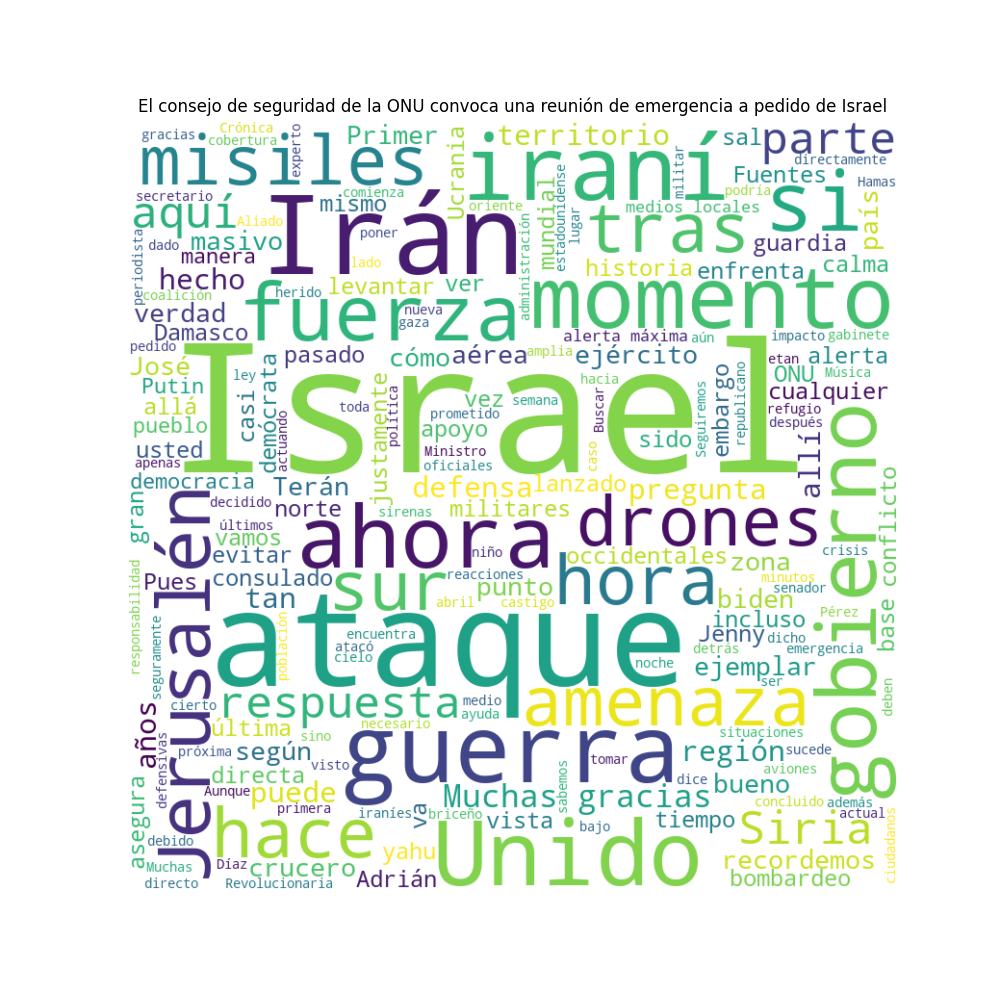 El consejo de seguridad de la ONU convoca una reunión de emergencia a pedido de Israel
gracias
Crónica
cobertura
experto
Primer
Ucrania
territorio
sal
parte
misiles
iraní
militar
directamente
Fuentes
Hamas
secretario
comienza
oriente
mundial
estadounidense
medios locales
podría
si
país
aquí
Aliado
Irán
mismo
lugar
tras
periodista
dado
masivo
poner
administración
guardia
manera
lado
historia
enfrenta
calma
hecho
coalición
herido
levantar
ver
momento
verdad
fuerza
nueva
gaza
Damasco
alerta máxima
aún
impacto
gabinete
pedido
José
pasado
cómo
aérea
amplia
ejército
etan
alerta
Putin
ley
casi
demócrata
Israel
hacia
ONU
Música
cualquier
allá
toda
política
justamente
prometido
vez
semana
Buscar
Seguiremos
embargo
republicano
refugio
después
pueblo
actuando
apoyo
sido
usted
Ministro
oficiales
caso
allí
gobierno
apenas
democracia
Terán
defensa
lanzado
pregunta
conflicto
gran
Jerusalén
decidido
norte
sirenas
militares
drones
últimos
vamos
ahora
evitar
niño
occidentales
zona
crisis
Pues
consulado
sur
reacciones
hora
minutos
senador
tan
punto
abril
castigo
biden
Pérez
base
responsabilidad
seguramente
población
ataque
encuentra
atacó
cielo
incluso
Jenny
dicho
emergencia
detrás
noche
ejemplar
ser
cierto
respuesta
medio
ayuda
amenaza
deben
años
última
sino
necesario
guerra
situaciones
defensivas
próxima
según
visto
tomar
región
sucede
asegura
directa
Aunque
puede
primera
iraníes
va
briceño
Muchas gracias
sabemos
dice
aviones
bueno
concluido
además
actual
hace
vista
bajo
tiempo
Siria
ciudadanos
debido
Unido
Muchas
Díaz
crucero
yahu
recordemos
directo
Revolucionaria
Adrián
bombardeo